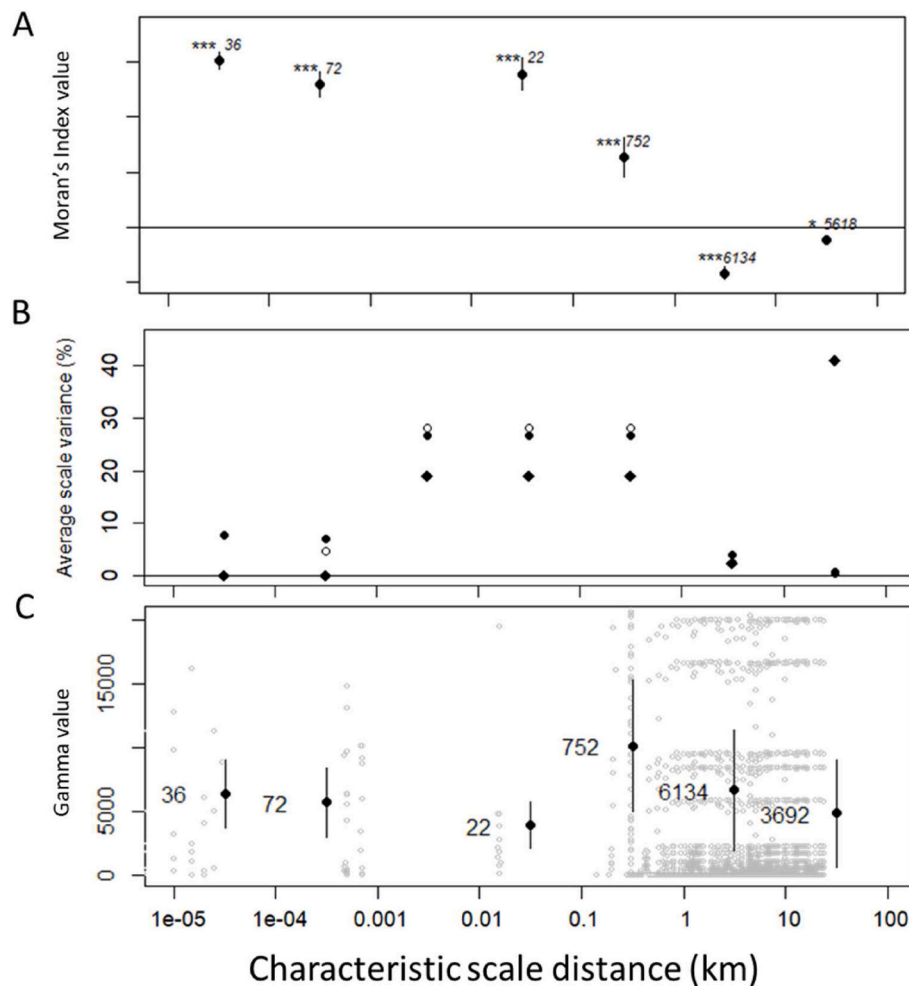 A
Moran's Index value
*** 36
*** 72
*** 22
*** 752
***6134
* 5618
B
Average scale variance (%)
40
30
20
10
0
C
Gamma value
15000
5000
0
36
72
22
752
6134
3692
1e-05 1e-04 0.001 0.01 0.1 1 10 100
Characteristic scale distance (km)